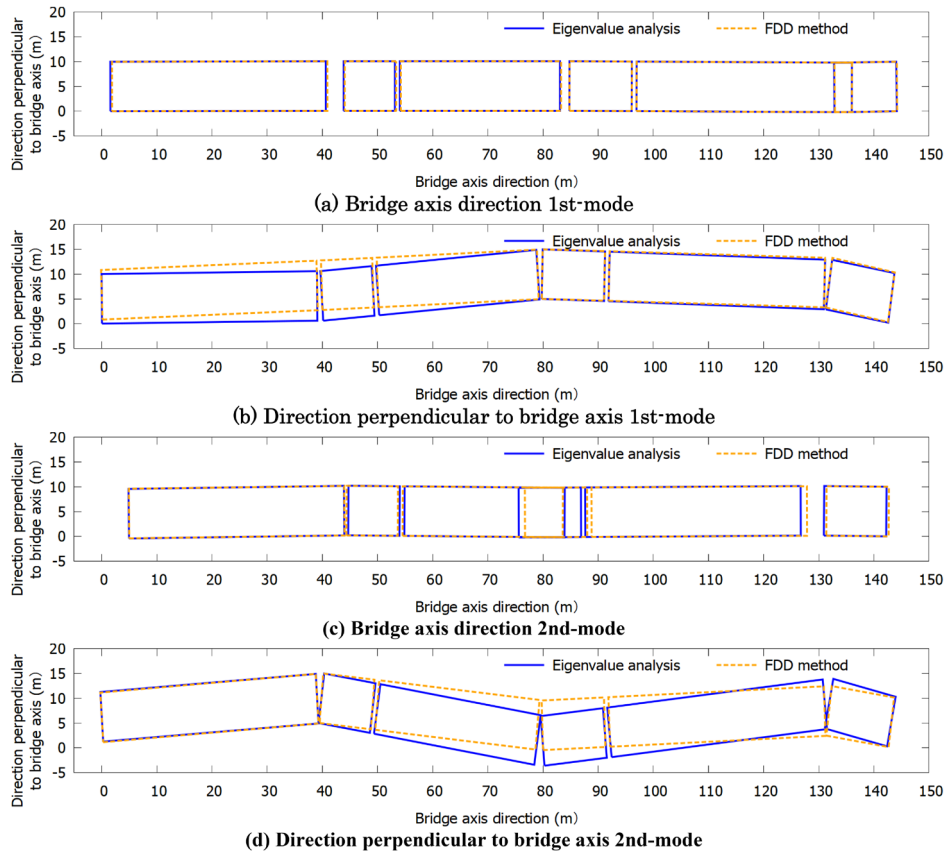 20
15
10
5
0
-5
Direction perpendicular
to bridge axis (m)
Eigenvalue analysis
FDD method
0 10 20 30 40 50 60 70 80 90 100 110 120 130 140 150
Bridge axis direction (m)
(a) Bridge axis direction 1st-mode
20
15
10
5
0
-5
Direction perpendicular
to bridge axis (m)
Eigenvalue analysis
FDD method
0 10 20 30 40 50 60 70 80 90 100 110 120 130 140 150
Bridge axis direction (m)
(b) Direction perpendicular to bridge axis 1st-mode
20
15
10
5
0
-5
Direction perpendicular
to bridge axis (m)
Eigenvalue analysis
FDD method
0 10 20 30 40 50 60 70 80 90 100 110 120 130 140 150
Bridge axis direction (m)
(c) Bridge axis direction 2nd-mode
20
15
10
5
0
-5
Direction perpendicular
to bridge axis (m)
Eigenvalue analysis
FDD method
0 10 20 30 40 50 60 70 80 90 100 110 120 130 140 150
Bridge axis direction (m)
(d) Direction perpendicular to bridge axis 2nd-mode